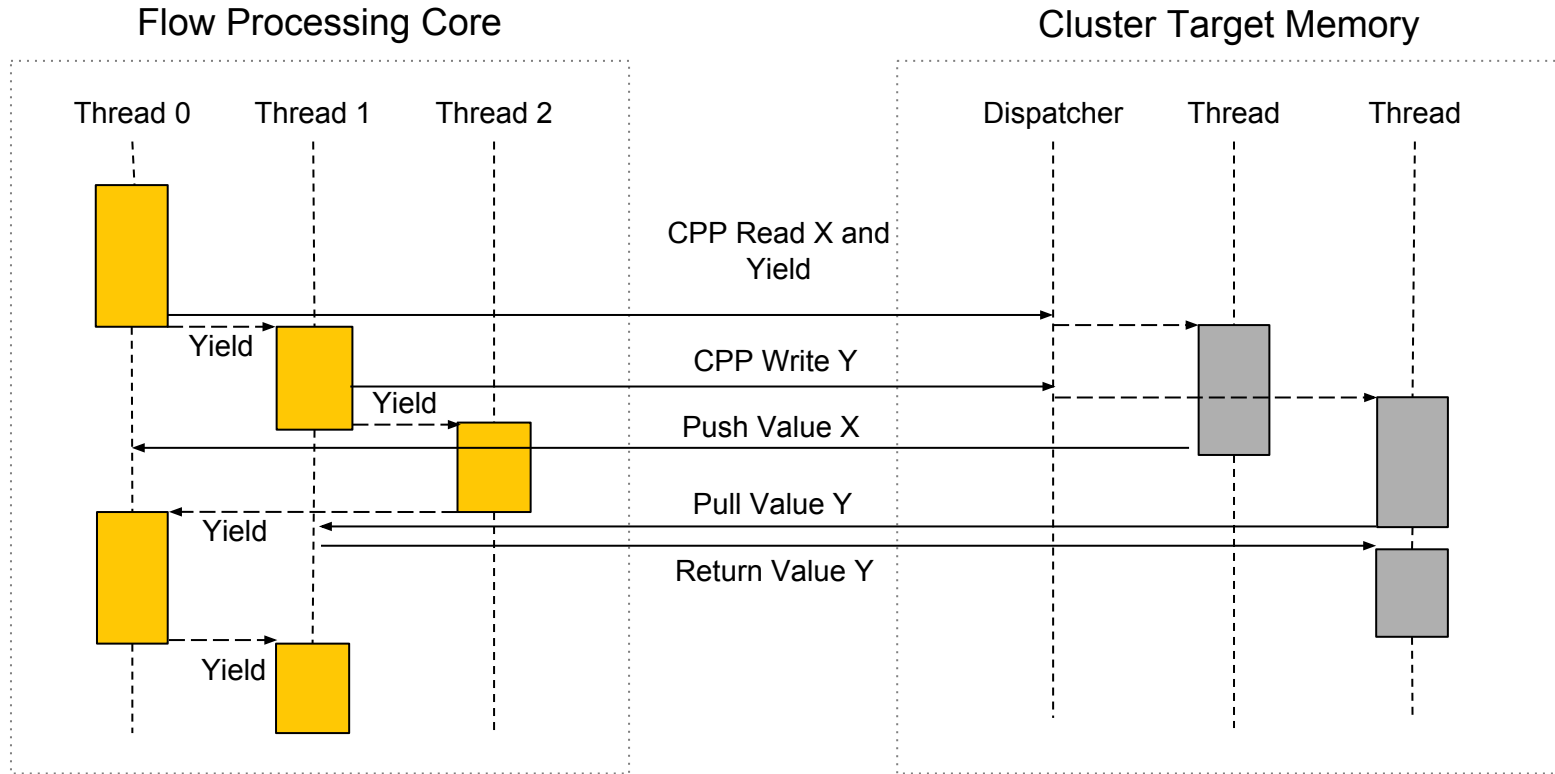 Flow Processing Core
Cluster Target Memory
Thread 0
Thread 1
Thread 2
Dispatcher
Thread
Thread
CPP Read X and
Yield
Yield
CPP Write Y
Yield
Push Value X
Pull Value Y
Yield
Return Value Y
Yield